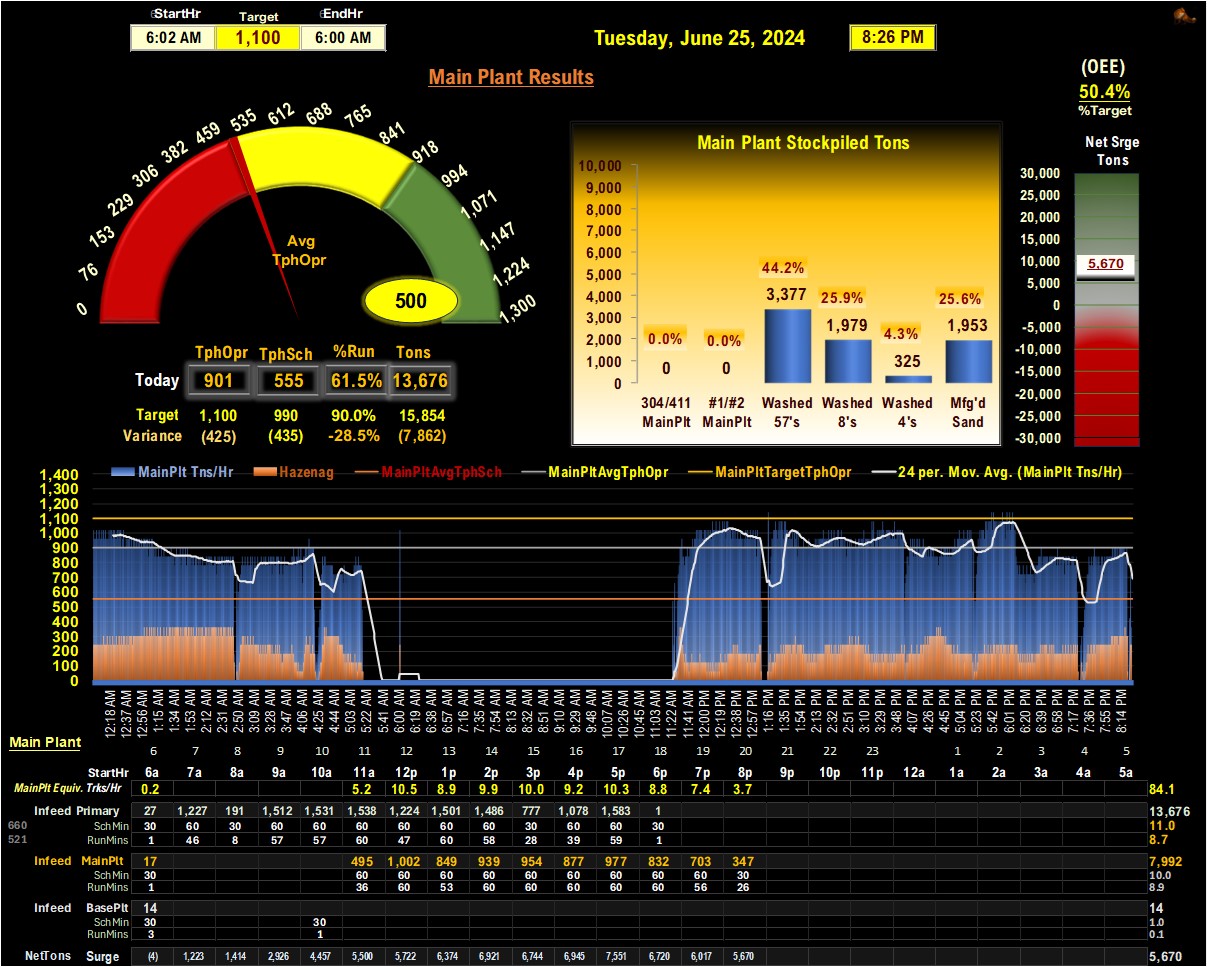 StartHr Target EndHr
6:02 AM 1,100 6:00 AM
Tuesday, June 25, 2024 8:26 PM
Main Plant Results
(OEE)
50.4%
%Target
0 76 153 229 306 382 459 535 612 688 765 841 918 994 1,071 1,147 1,224 1,300
Avg
TphOpr
500
TphOpr TphSch %Run Tons
Today 901 555 61.5% 13,676
Target 1,100 990 90.0% 15,854
Variance (425) (435) -28.5% (7,862)
Main Plant Stockpiled Tons
10,000
9,000
8,000
7,000
6,000
5,000
4,000
3,000
2,000
1,000
0
0.0% 0.0% 44.2% 25.9% 4.3% 25.6%
0 0 3,377 1,979 325 1,953
304/411 #1/#2 Washed Washed Washed Mfg'd
MainPlt MainPlt 57's 8's 4's Sand
Net Srge
Tons
30,000
25,000
20,000
15,000
10,000
5,670
5,000
0
-5,000
-10,000
-15,000
-20,000
-25,000
-30,000
MainPlt Tns/Hr Hazenag MainPltAvgTphSch MainPltAvgTphOpr MainPltTargetTphOpr 24 per. Mov. Avg. (MainPlt Tns/Hr)
1,400
1,300
1,200
1,100
1,000
900
800
700
600
500
400
300
200
100
0
12:18 AM 12:37 AM 12:56 AM 1:15 AM 1:34 AM 1:53 AM 2:12 AM 2:31 AM 2:50 AM 3:09 AM 3:28 AM 3:47 AM 4:06 AM 4:25 AM 4:44 AM 5:03 AM 5:22 AM 5:41 AM 6:00 AM 6:19 AM 6:38 AM 6:57 AM 7:16 AM 7:35 AM 7:54 AM 8:13 AM 8:32 AM 8:51 AM 9:10 AM 9:29 AM 9:48 AM 10:07 AM 10:26 AM 10:45 AM 11:03 AM 11:22 AM 11:41 AM 12:00 PM 12:19 PM 12:38 PM 12:57 PM 1:16 PM 1:35 PM 1:54 PM 2:13 PM 2:32 PM 2:51 PM 3:10 PM 3:29 PM 3:48 PM 4:07 PM 4:26 PM 4:45 PM 5:04 PM 5:23 PM 5:42 PM 6:01 PM 6:20 PM 6:39 PM 6:58 PM 7:17 PM 7:36 PM 7:55 PM 8:14 PM
Main Plant
6 7 8 9 10 11 12 13 14 15 16 17 18 19 20 21 22 23 1 2 3 4 5
StartHr 6a 7a 8a 9a 10a 11a 12p 1p 2p 3p 4p 5p 6p 7p 8p 9p 10p 11p 12a 1a 2a 3a 4a 5a
MainPlt Equiv. Trks/Hr 0.2 5.2 10.5 8.9 9.9 10.0 9.2 10.3 8.8 7.4 3.7 84.1
Infeed Primary 27 1,227 191 1,512 1,531 1,538 1,224 1,501 1,486 777 1,078 1,583 1 13,676
660 SchMin 30 60 30 60 60 60 60 60 60 30 60 60 30 11.0
521 RunMins 1 46 8 57 57 60 47 60 58 28 39 59 1 8.7
Infeed MainPlt 17 495 1,002 849 939 954 877 977 832 703 347 7,992
SchMin 30 60 60 60 60 60 60 60 60 60 30 10.0
RunMins 1 36 60 53 60 60 60 60 60 56 26 8.9
Infeed BasePlt 14 14
SchMin 30 30 1.0
RunMins 3 1 0.1
NetTons Surge (4) 1,223 1,414 2,926 4,457 5,500 5,722 6,374 6,921 6,744 6,945 7,551 6,720 6,017 5,670 5,670